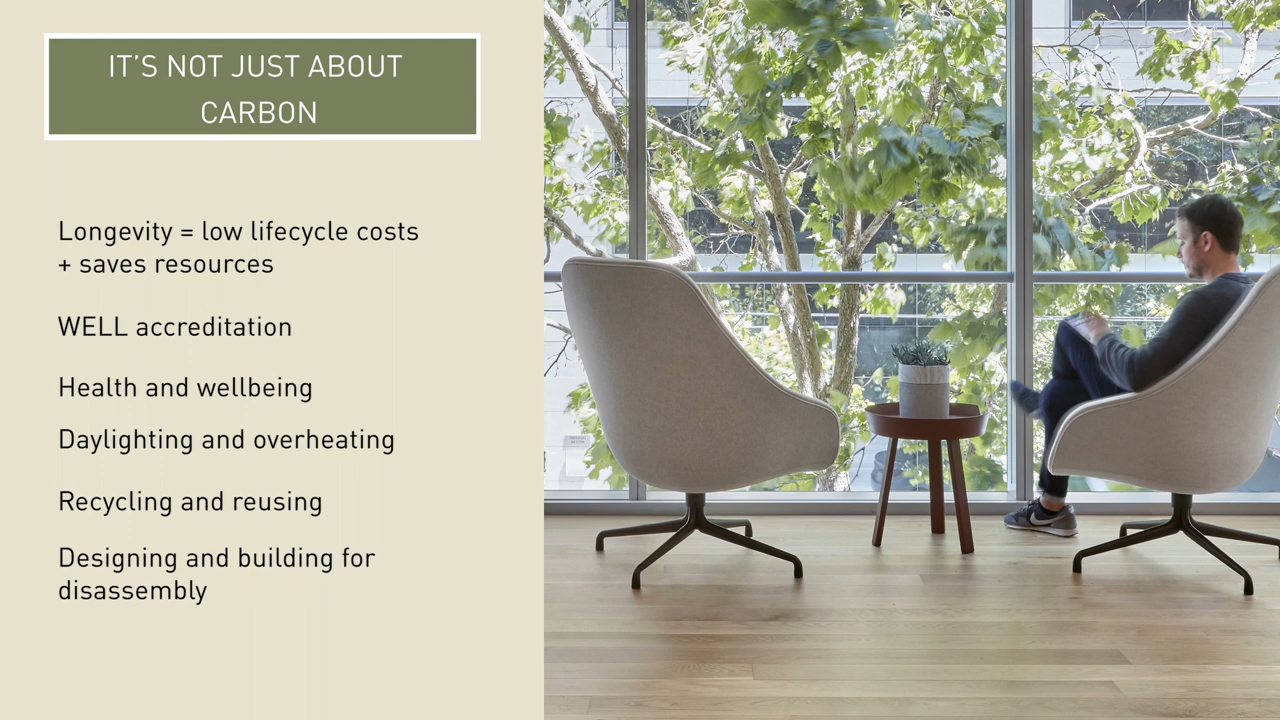 IT’S NOT JUST ABOUT
CARBON
Longevity = low lifecycle costs
+ saves resources
WELL accreditation
Health and wellbeing
Daylighting and overheating
Recycling and reusing
Designing and building for
disassembly